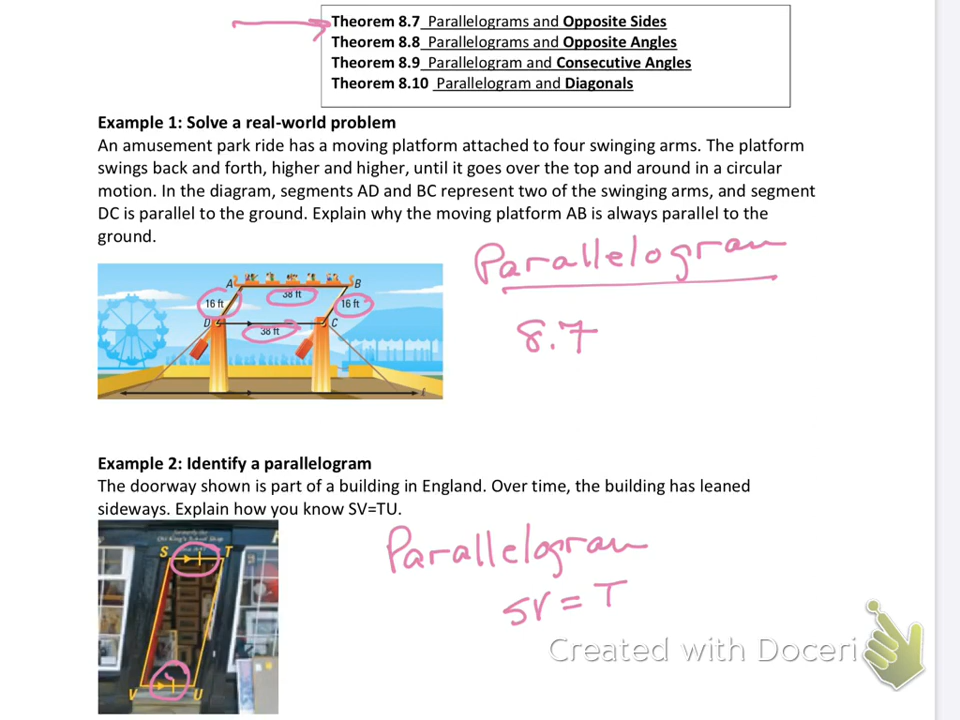 Theorem 8.7 Parallelograms and Opposite Sides
Theorem 8.8 Parallelograms and Opposite Angles
Theorem 8.9 Parallelogram and Consecutive Angles
Theorem 8.10 Parallelogram and Diagonals
Example 1: Solve a real-world problem
An amusement park ride has a moving platform attached to four swinging arms. The platform
swings back and forth, higher and higher, until it goes over the top and around in a circular
motion. In the diagram, segments AD and BC represent two of the swinging arms, and segment
DC is parallel to the ground. Explain why the moving platform AB is always parallel to the
ground.
Parallelogram
A B
38 ft
16 ft 16 ft
D C
38 ft
8.7
Example 2: Identify a parallelogram
The doorway shown is part of a building in England. Over time, the building has leaned
sideways. Explain how you know SV=TU.
Old King's School Shop
S T
Parallelogram
SV = T
V U
Created with Doceri